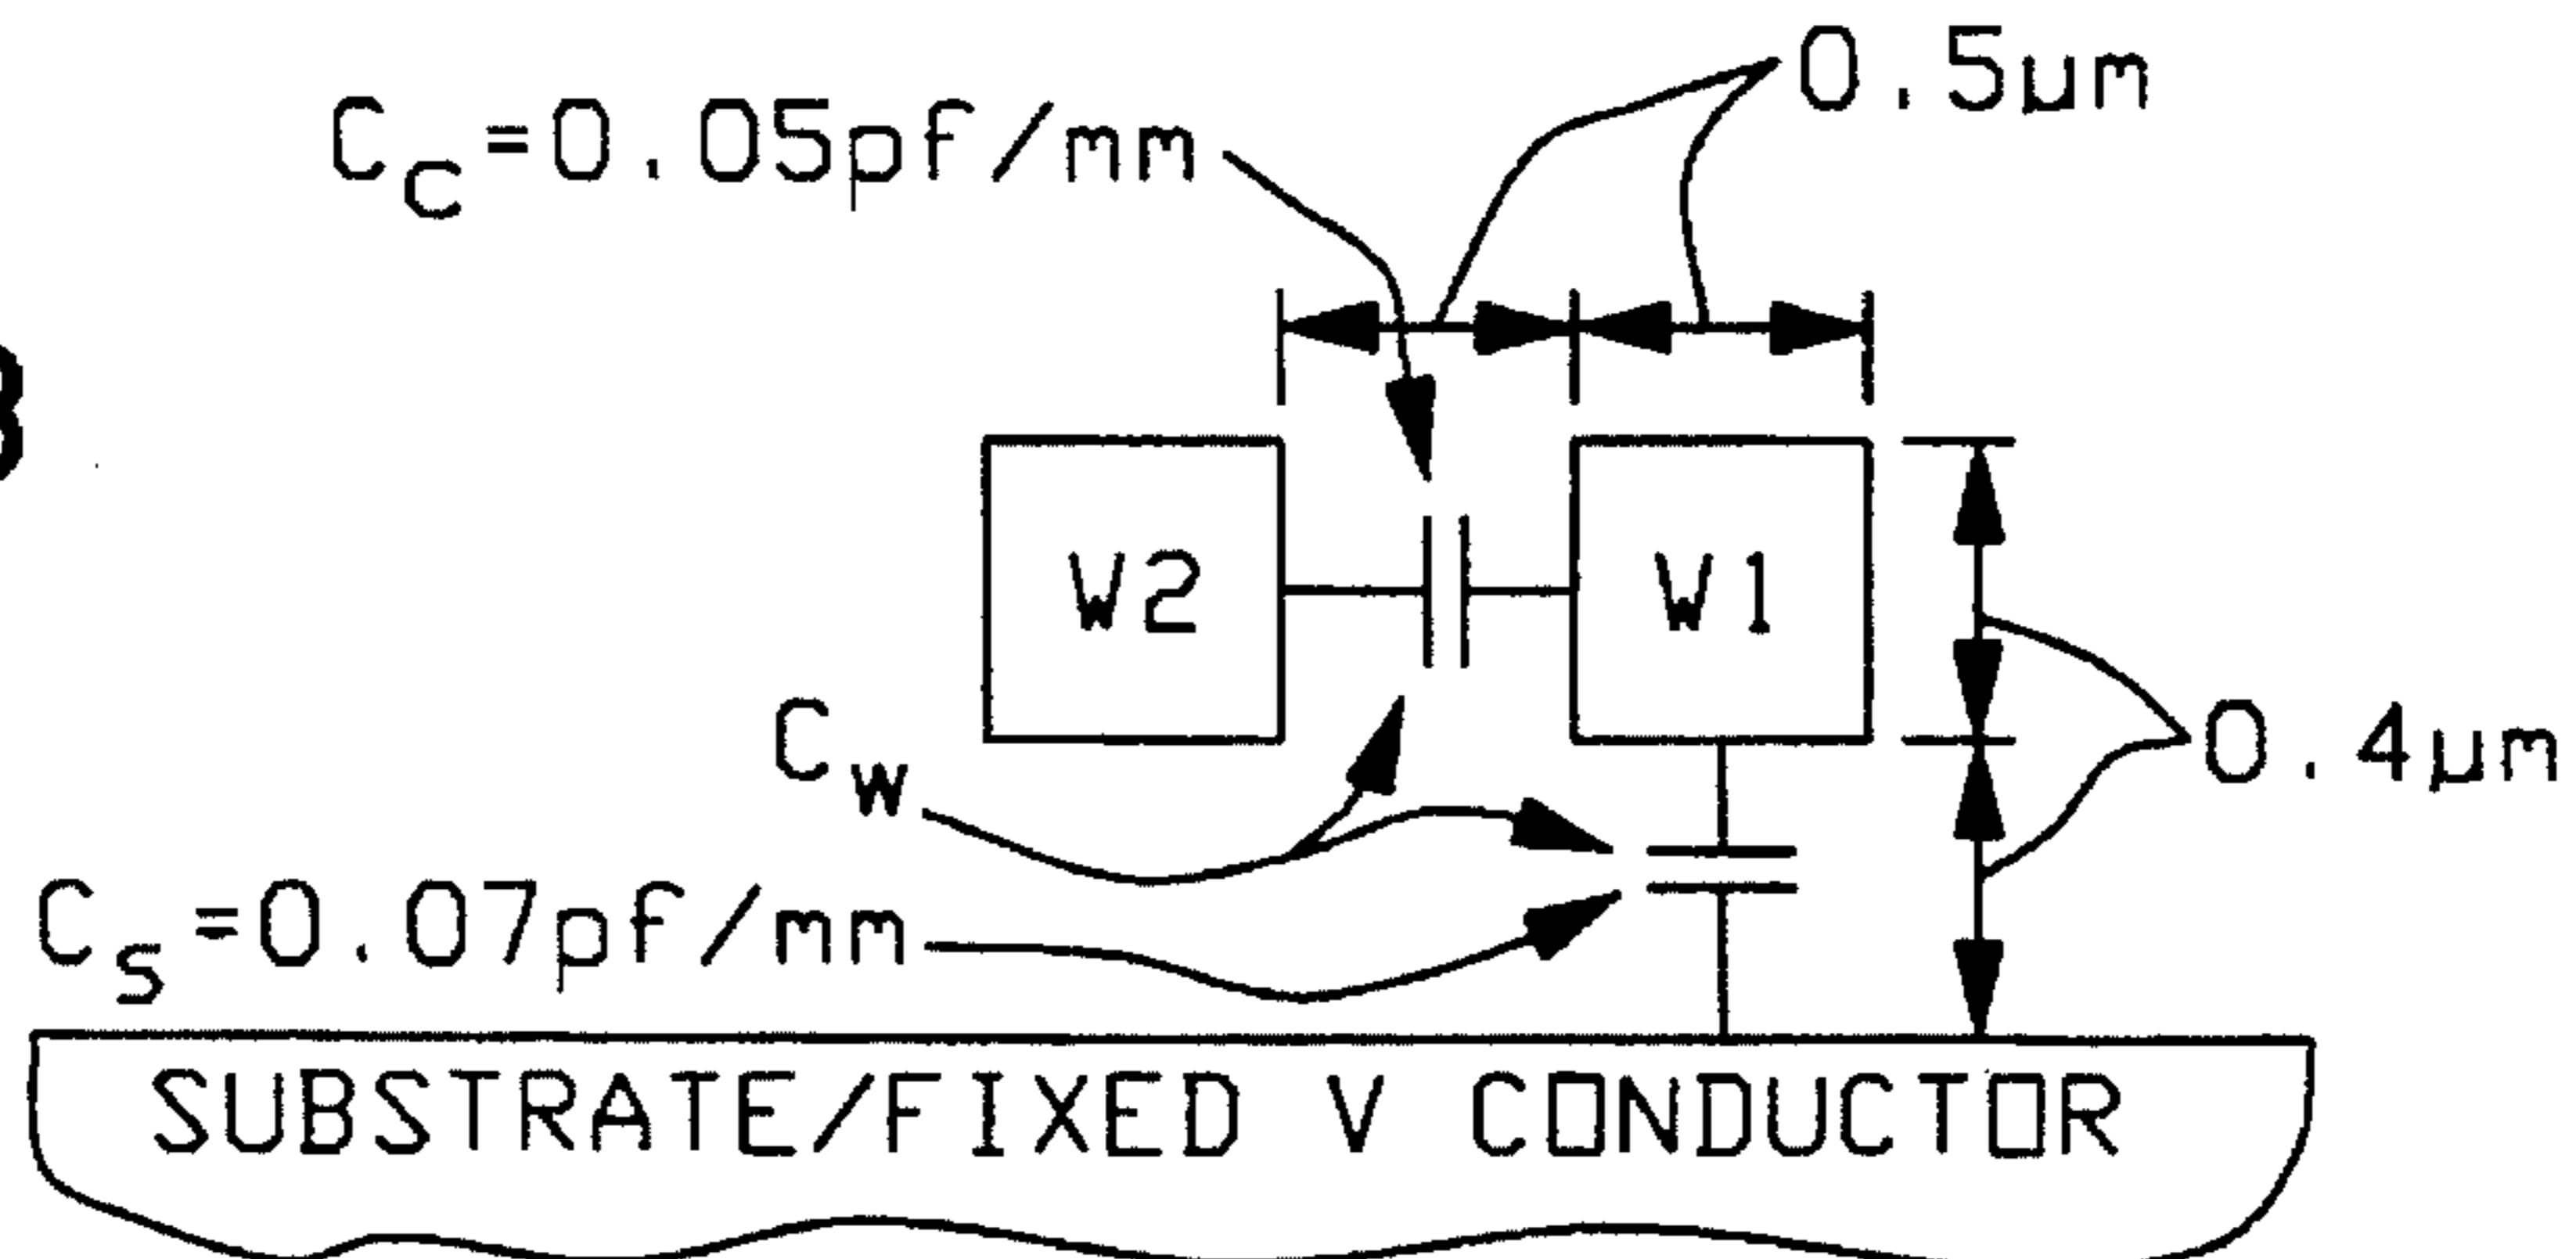 0.5µm
C_C=0.05pf/mm
W2 W1
C_W
0.4µm
C_S=0.07pf/mm
SUBSTRATE/FIXED V CONDUCTOR